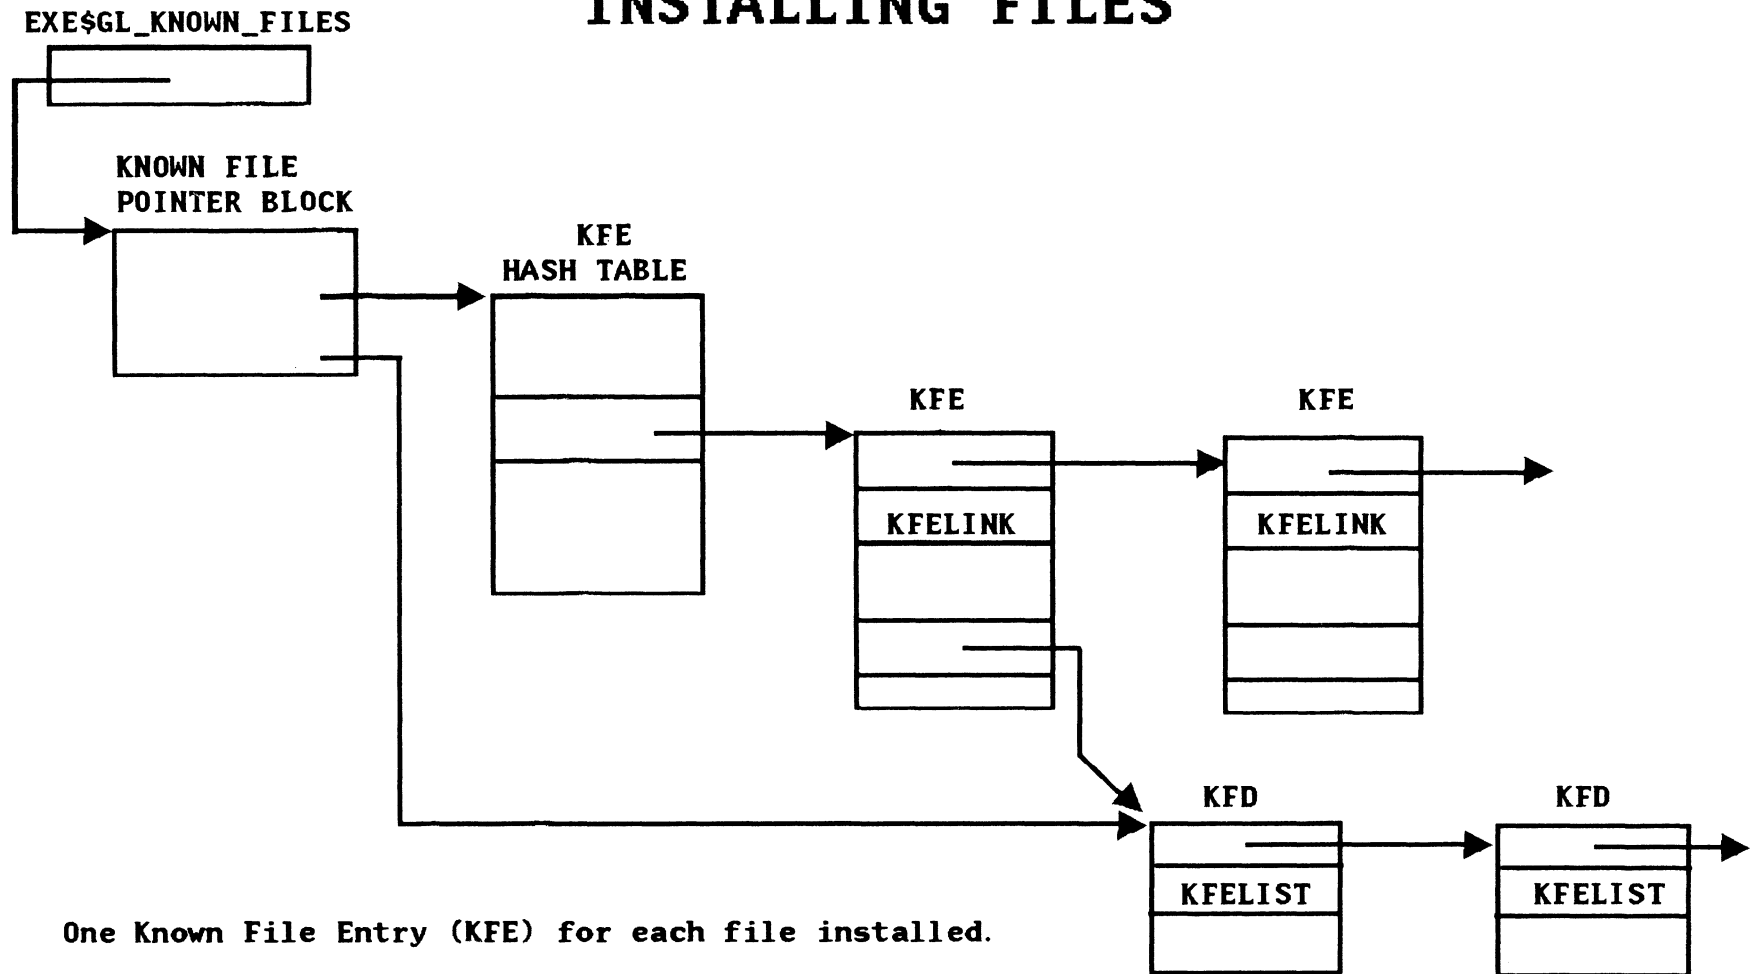 INSTALLING FILES
EXE$GL_KNOWN_FILES
KNOWN FILE
POINTER BLOCK
KFE
HASH TABLE
KFE
KFE
KFELINK
KFELINK
KFD
KFD
KFELIST
KFELIST
One Known File Entry (KFE) for each file installed.